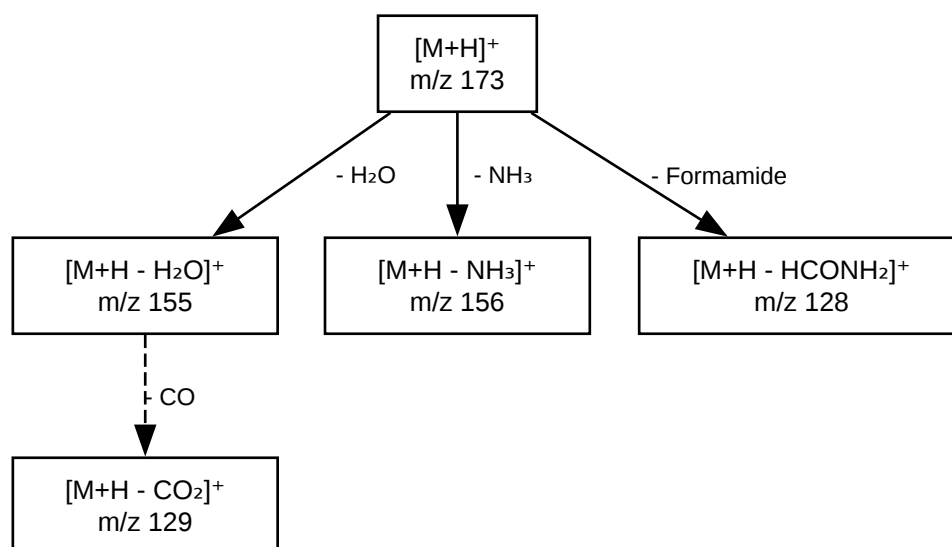 [M+H]⁺
m/z 173
- H₂O
- NH₃
- Formamide
[M+H - H₂O]⁺
m/z 155
[M+H - NH₃]⁺
m/z 156
[M+H - HCONH₂]⁺
m/z 128
- CO
[M+H - CO₂]⁺
m/z 129